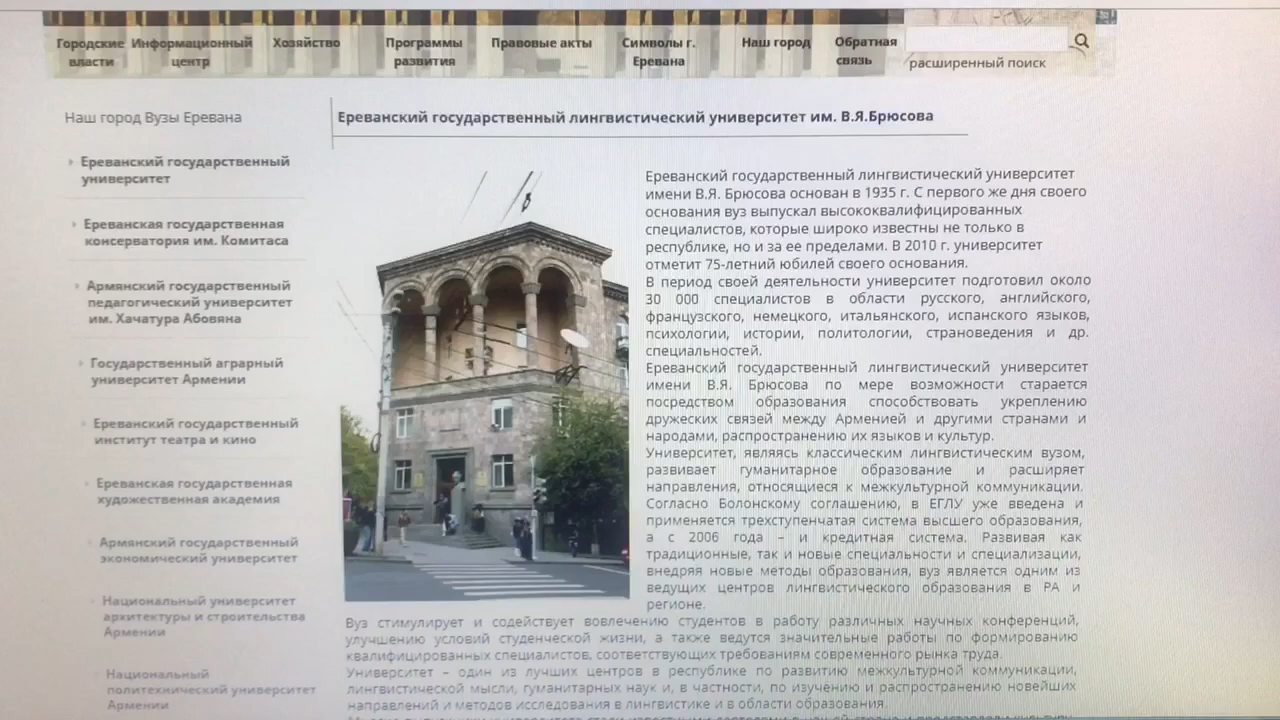 Городские власти
Информационный центр
Хозяйство
Программы развития
Правовые акты
Символы г. Еревана
Наш город
Обратная связь
расширенный поиск
Наш город Вузы Еревана
Ереванский государственный
университет
Ереванская государственная
консерватория им. Комитаса
Армянский государственный
педагогический университет
им. Хачатура Абовяна
Государственный аграрный
университет Армении
Ереванский государственный
институт театра и кино
Ереванская государственная
художественная академия
Армянский государственный
экономический университет
Национальный университет
архитектуры и строительства
Армении
Национальный
политехнический университет
Армении
Ереванский государственный лингвистический университет им. В.Я.Брюсова
Ереванский государственный лингвистический университет
имени В.Я. Брюсова основан в 1935 г. С первого же дня своего
основания вуз выпускал высококвалифицированных
специалистов, которые широко известны не только в
республике, но и за ее пределами. В 2010 г. университет
отметит 75-летний юбилей своего основания.
В период своей деятельности университет подготовил около
30 000 специалистов в области русского, английского,
французского, немецкого, итальянского, испанского языков,
психологии, истории, политологии, страноведения и др.
специальностей.
Ереванский государственный лингвистический университет
имени В.Я. Брюсова по мере возможности старается
посредством образования способствовать укреплению
дружеских связей между Арменией и другими странами и
народами, распространению их языков и культур.
Университет, являясь классическим лингвистическим вузом,
развивает гуманитарное образование и расширяет
направления, относящиеся к межкультурной коммуникации.
Согласно Болонскому соглашению, в ЕГЛУ уже введена и
применяется трехступенчатая система высшего образования,
а с 2006 года – и кредитная система. Развивая как
традиционные, так и новые специальности и специализации,
внедряя новые методы образования, вуз является одним из
ведущих центров лингвистического образования в РА и
регионе.
Вуз стимулирует и содействует вовлечению студентов в работу различных научных конференций,
улучшению условий студенческой жизни, а также ведутся значительные работы по формированию
квалифицированных специалистов, соответствующих требованиям современного рынка труда.
Университет – один из лучших центров в республике по развитию межкультурной коммуникации,
лингвистической мысли, гуманитарных наук и, в частности, по изучению и распространению новейших
направлений и методов исследования в лингвистике и в области образования.